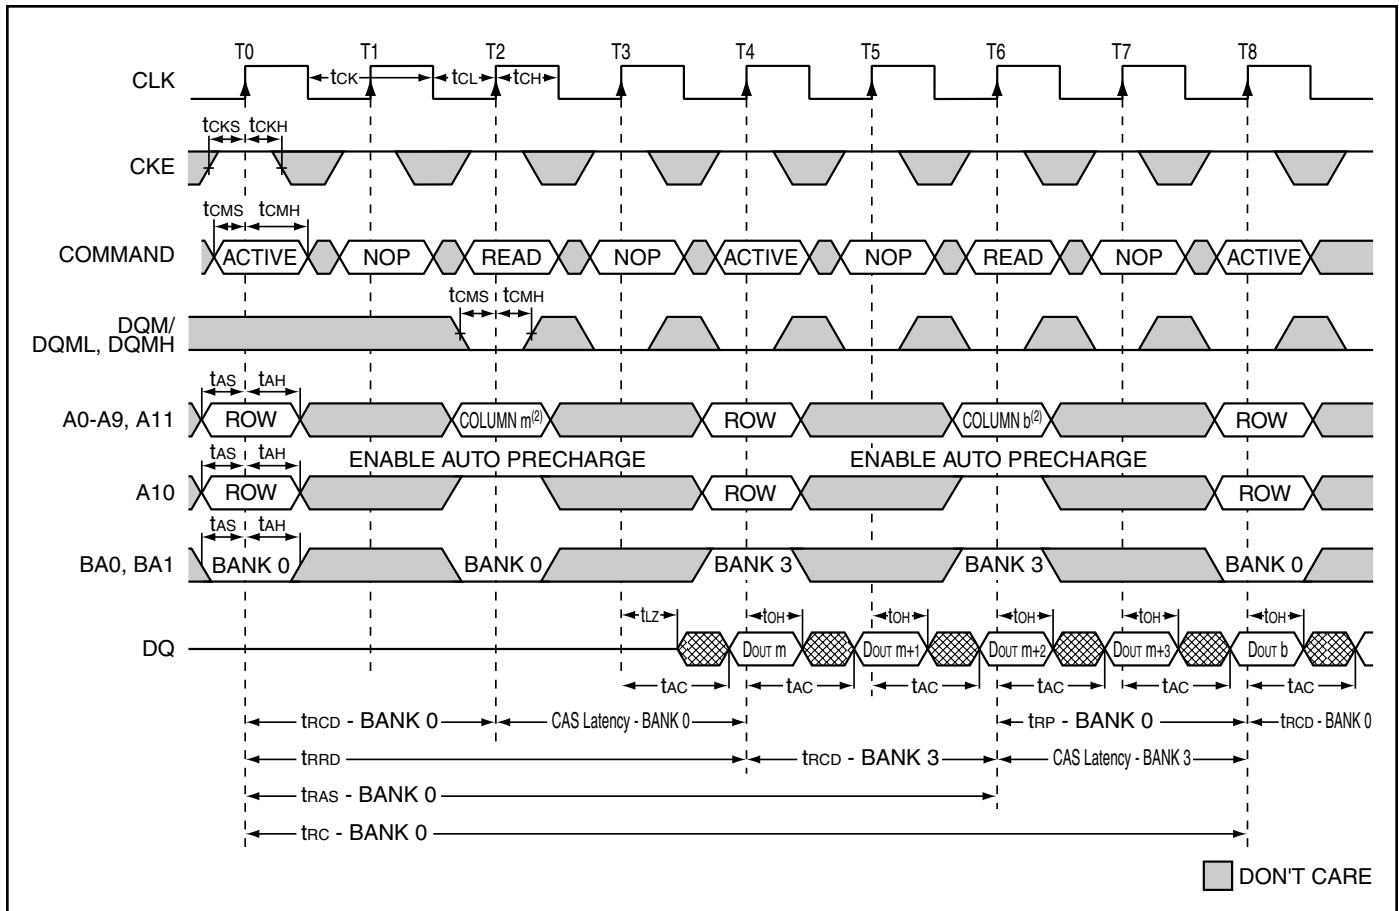 T0 T1 T2 T3 T4 T5 T6 T7 T8
CLK tCK tCL tCH
tCKS tCKH
CKE
tCMS tCMH
COMMAND ACTIVE NOP READ NOP ACTIVE NOP READ NOP ACTIVE
tCMS tCMH
DQM/
DQML, DQMH
tAS tAH
A0-A9, A11 ROW COLUMN m(2) ROW COLUMN b(2) ROW
tAS tAH ENABLE AUTO PRECHARGE ENABLE AUTO PRECHARGE
A10 ROW ROW ROW
tAS tAH
BA0, BA1 BANK 0 BANK 0 BANK 3 BANK 3 BANK 0
tLZ tOH tOH tOH tOH tOH
DQ DOUT m DOUT m+1 DOUT m+2 DOUT m+3 DOUT b
tAC tAC tAC tAC tAC tAC
tRCD - BANK 0 CAS Latency - BANK 0 tRP - BANK 0 tRCD - BANK 0
tRRD tRCD - BANK 3 CAS Latency - BANK 3
tRAS - BANK 0
tRC - BANK 0
DON'T CARE